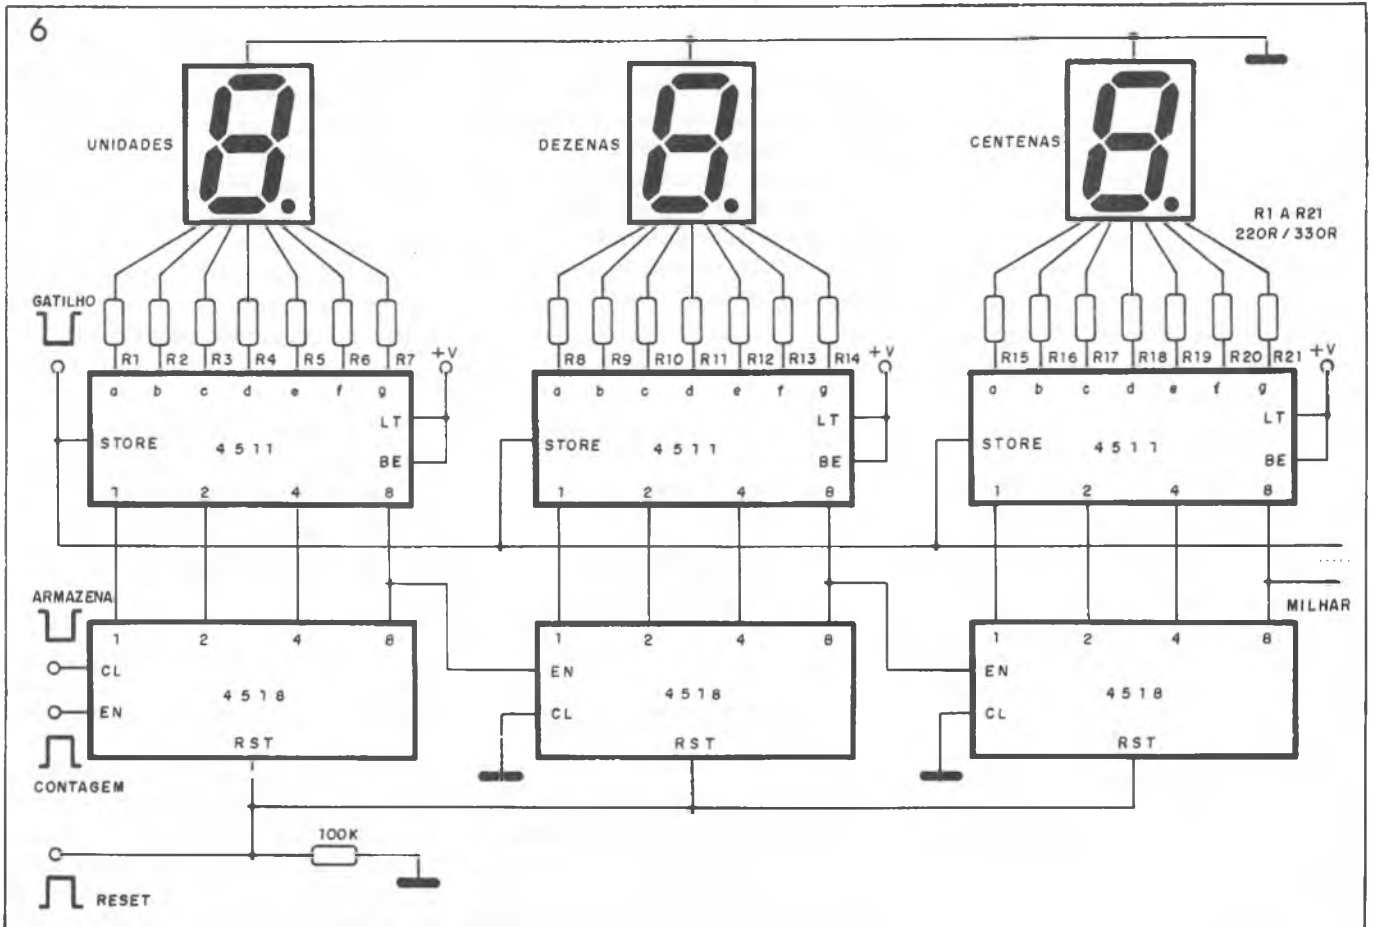 6
UNIDADES
DEZENAS
CENTENAS
R1 A R21
220R / 330R
GATILHO
R1 R2 R3 R4 R5 R6 R7 +V
R8 R9 R10 R11 R12 R13 R14 +V
R15 R16 R17 R18 R19 R20 R21 +V
a b c d e f g
LT
STORE 4511
BE
1 2 4 8
a b c d e f g
LT
STORE 4511
BE
1 2 4 8
a b c d e f g
LT
STORE 4511
BE
1 2 4 8
ARMAZENA
MILHAR
1 2 4 8
CL
4518
EN
RST
1 2 4 8
EN
4518
CL
RST
1 2 4 8
EN
4518
CL
RST
CONTAGEM
100K
RESET